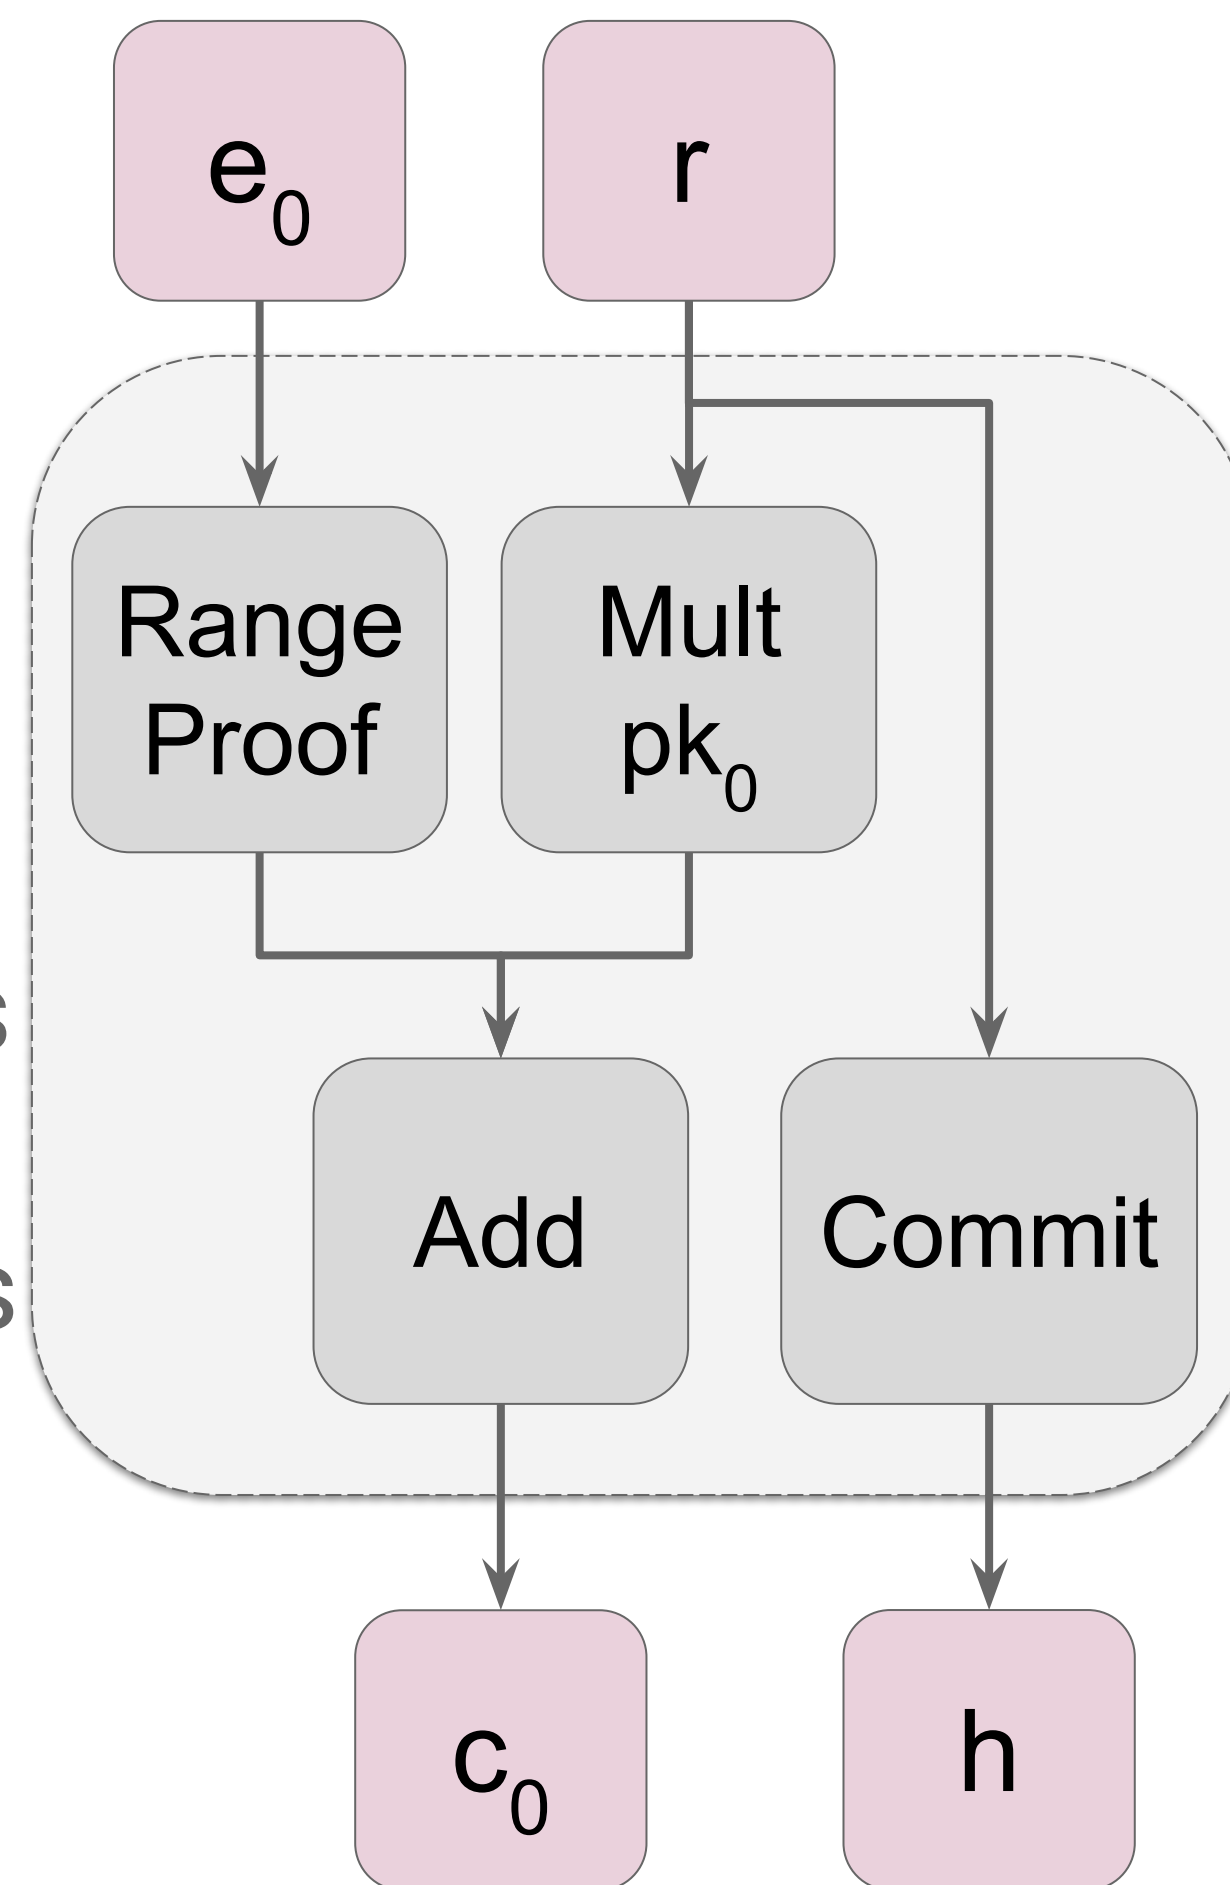 e₀
r
Range
Proof
Mult
pk₀
s
Add
Commit
s
c₀
h